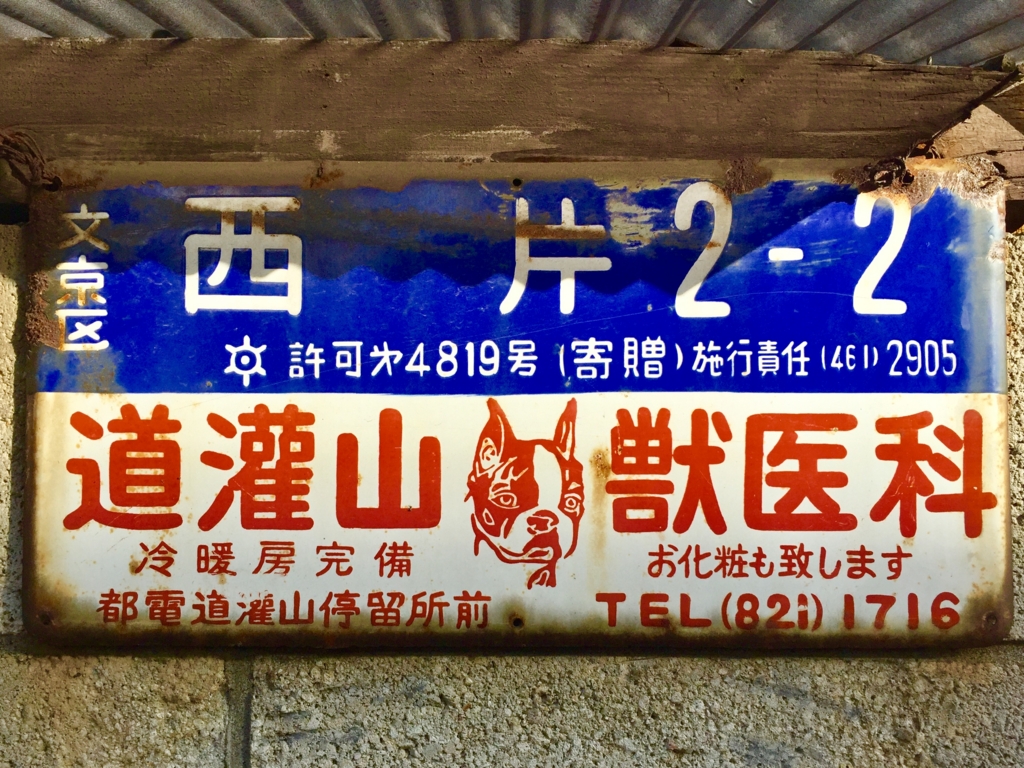 文京区
西片2-2
許可㐧4819号(寄贈)施行責任(461)2905
道灌山 獣医科
冷暖房完備 お化粧も致します
都電道灌山停留所前 TEL(821)1716